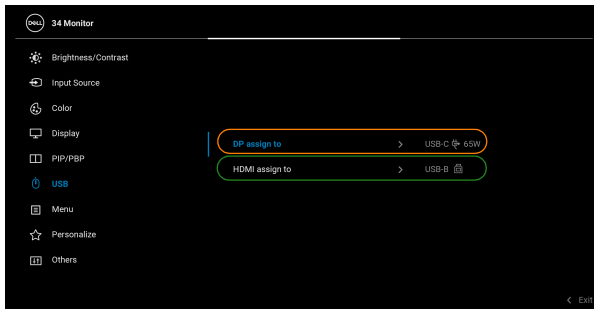 DELL 34 Monitor
Brightness/Contrast
Input Source
Color
Display
PIP/PBP
USB
Menu
Personalize
Others
DP assign to > USB-C 65W
HDMI assign to > USB-B
< Exit